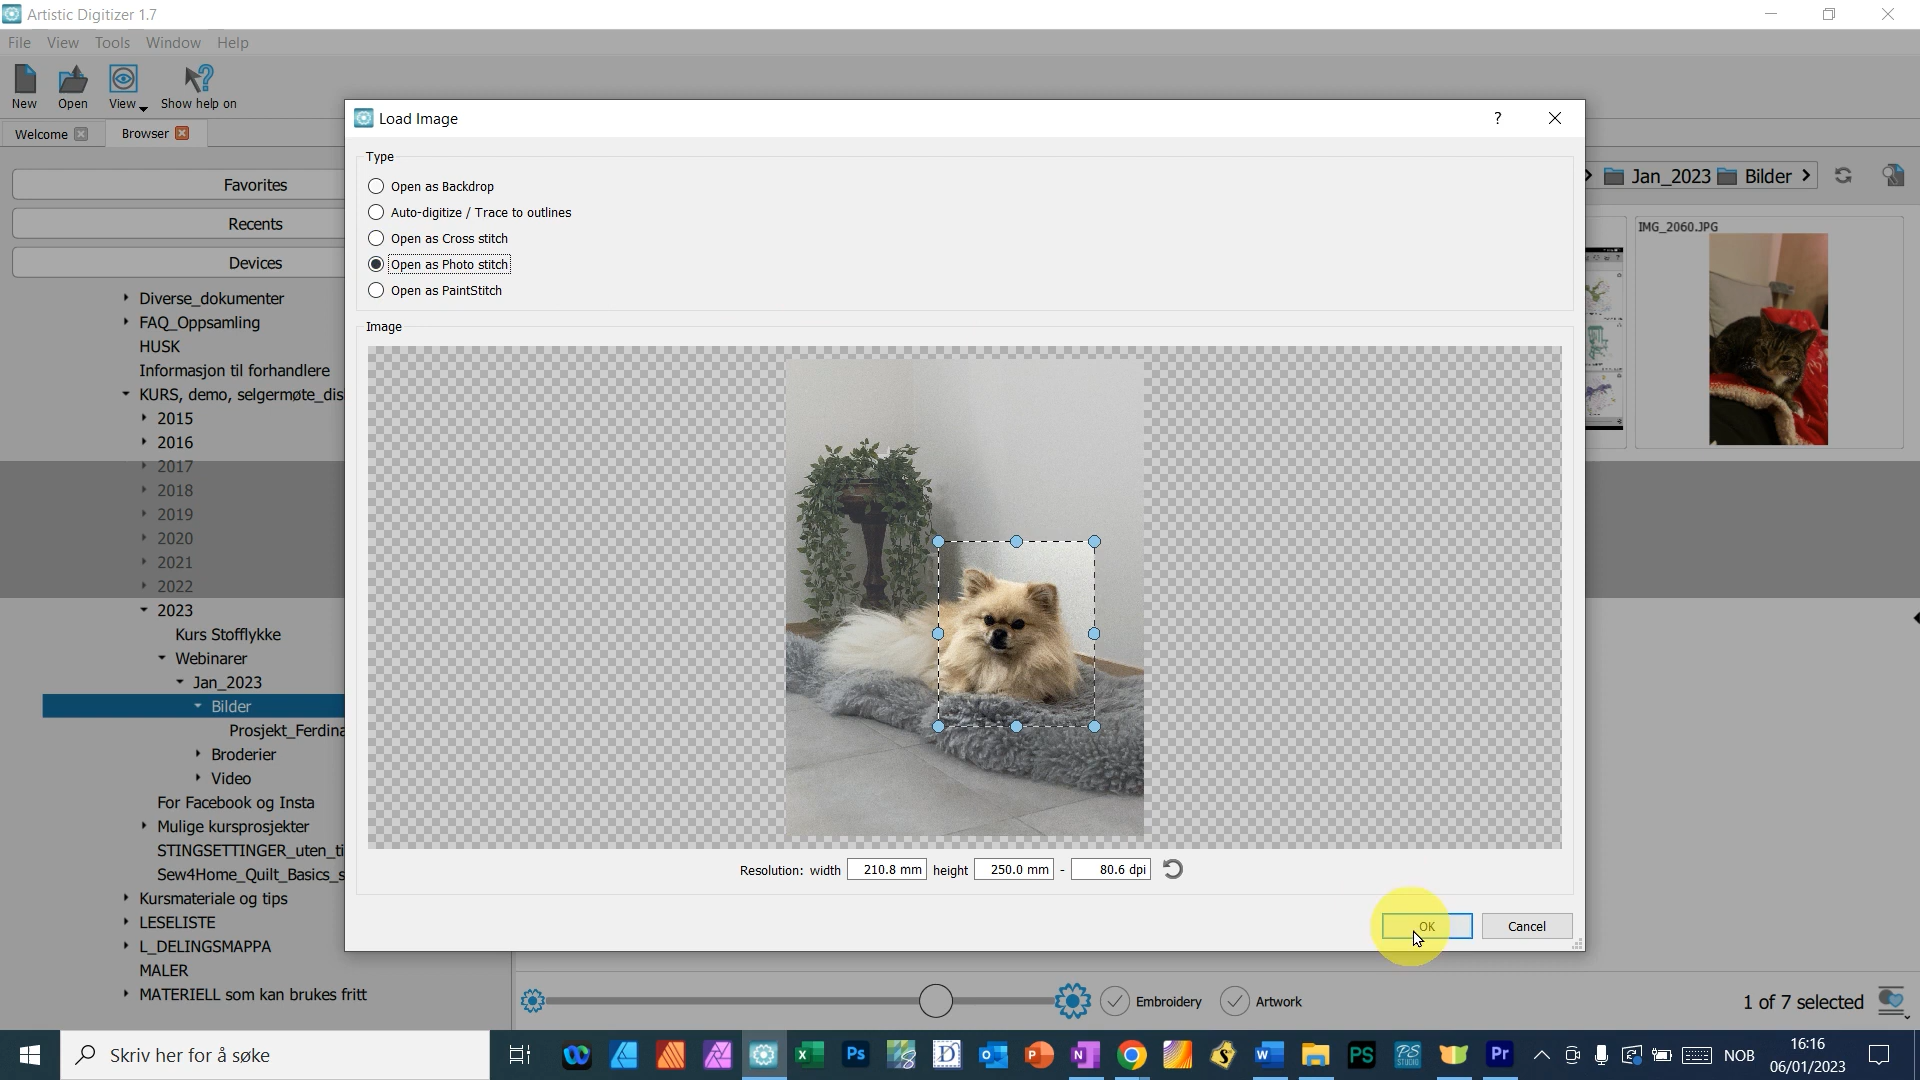 Artistic Digitizer 1.7
File View Tools Window Help
New Open View Show help on
Welcome Browser
Load Image
Type
Open as Backdrop
Auto-digitize / Trace to outlines
Open as Cross stitch
Open as Photo stitch
Open as PaintStitch
Image
Resolution: width 210.8 mm height 250.0 mm - 80.6 dpi
OK Cancel
Favorites
Recents
Devices
Diverse_dokumenter
FAQ_Oppsamling
HUSK
Informasjon til forhandlere
KURS, demo, selgermøte_dis
2015
2016
2017
2018
2019
2020
2021
2022
2023
Kurs Stofflykke
Webinarer
Jan_2023
Bilder
Prosjekt_Ferdina
Broderier
Video
For Facebook og Insta
Mulige kursprosjekter
STINGSETTINGER_uten_ti
Sew4Home_Quilt_Basics_s
Kursmateriale og tips
LESELISTE
L_DELINGSMAPPA
MALER
MATERIELL som kan brukes fritt
Jan_2023 Bilder
IMG_2060.JPG
Embroidery Artwork
1 of 7 selected
Skriv her for å søke
NOB
16:16
06/01/2023